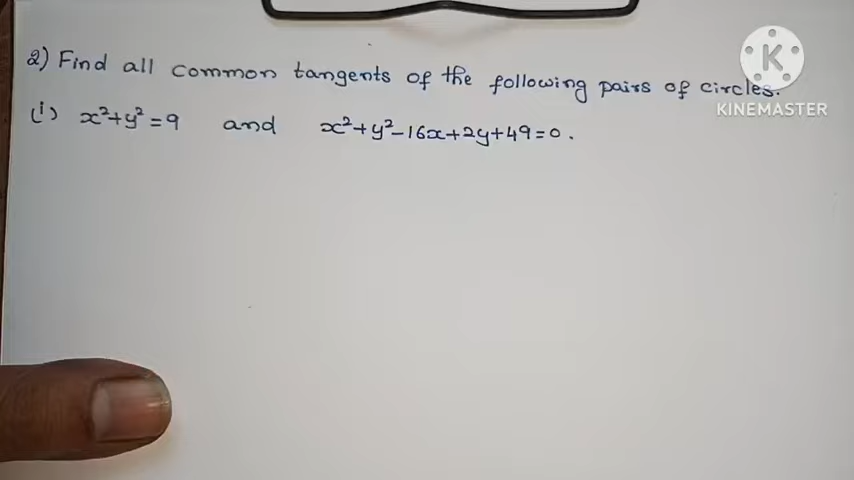 2) Find all common tangents of the following pairs of circles.
(i) x²+y²=9 and x²+y²-16x+2y+49=0.
K
KINEMASTER